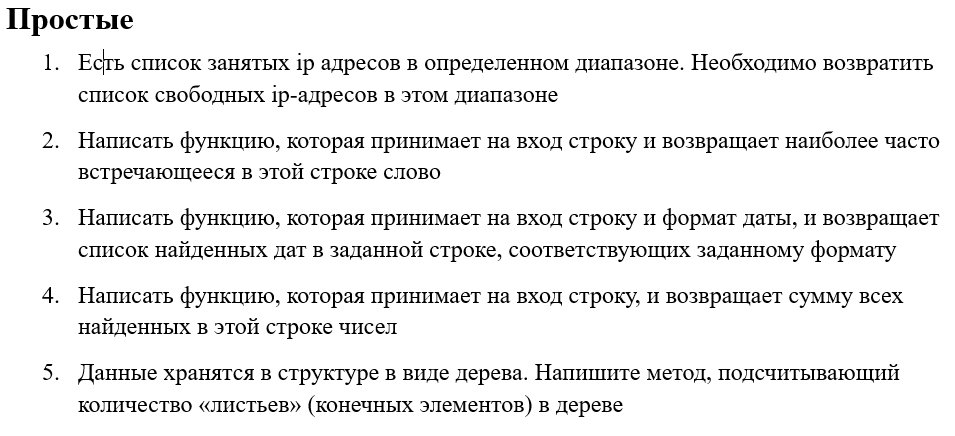 Простые
1. Есть список занятых ip адресов в определенном диапазоне. Необходимо возвратить
список свободных ip-адресов в этом диапазоне
2. Написать функцию, которая принимает на вход строку и возвращает наиболее часто
встречающееся в этой строке слово
3. Написать функцию, которая принимает на вход строку и формат даты, и возвращает
список найденных дат в заданной строке, соответствующих заданному формату
4. Написать функцию, которая принимает на вход строку, и возвращает сумму всех
найденных в этой строке чисел
5. Данные хранятся в структуре в виде дерева. Напишите метод, подсчитывающий
количество «листьев» (конечных элементов) в дереве